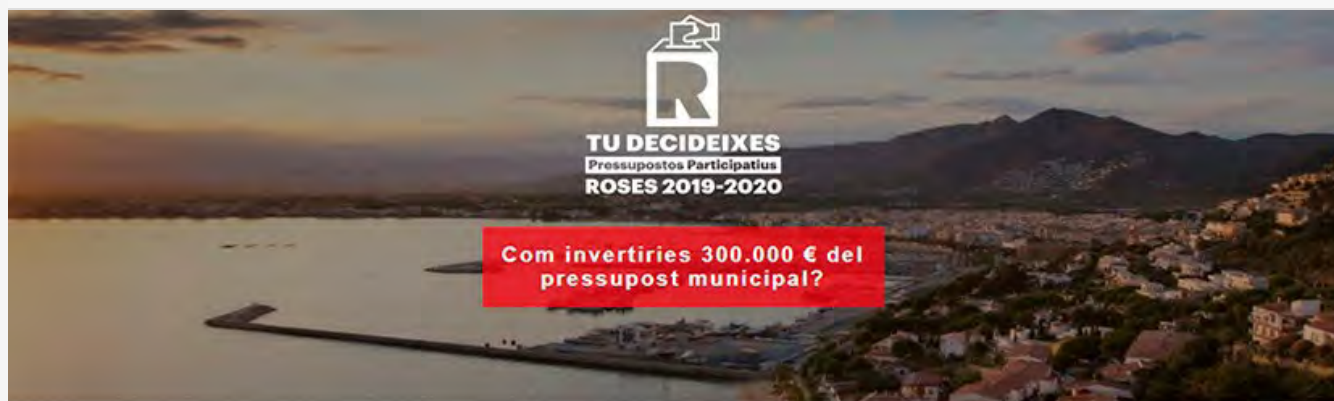 R
TU DECIDEIXES
Pressupostos Participatius
ROSES 2019-2020
Com invertiries 300.000 € del
pressupost municipal?